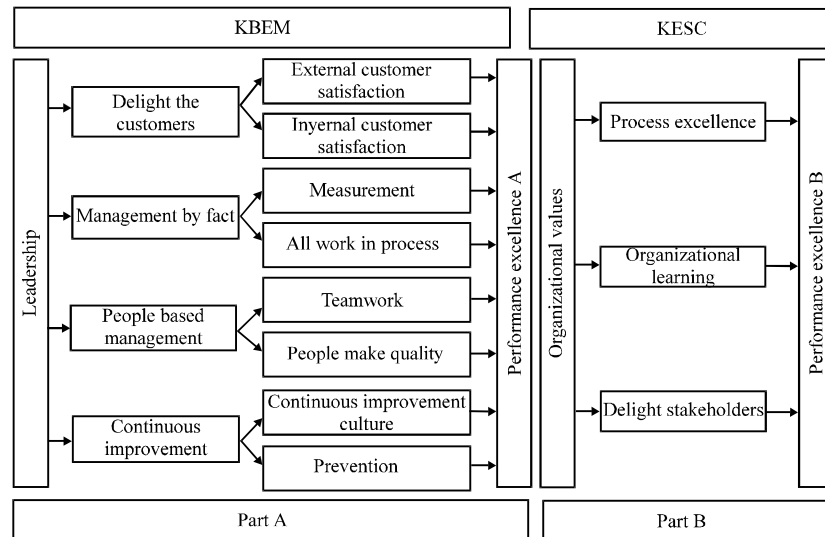 KBEM
KESC
Leadership
Delight the
customers
External customer
satisfaction
Inyernal customer
satisfaction
Management by fact
Measurement
All work in process
People based
management
Teamwork
People make quality
Continuous
improvement
Continuous improvement
culture
Prevention
Performance excellence A
Organizational values
Process excellence
Organizational
learning
Delight stakeholders
Performance excellence B
Part A
Part B